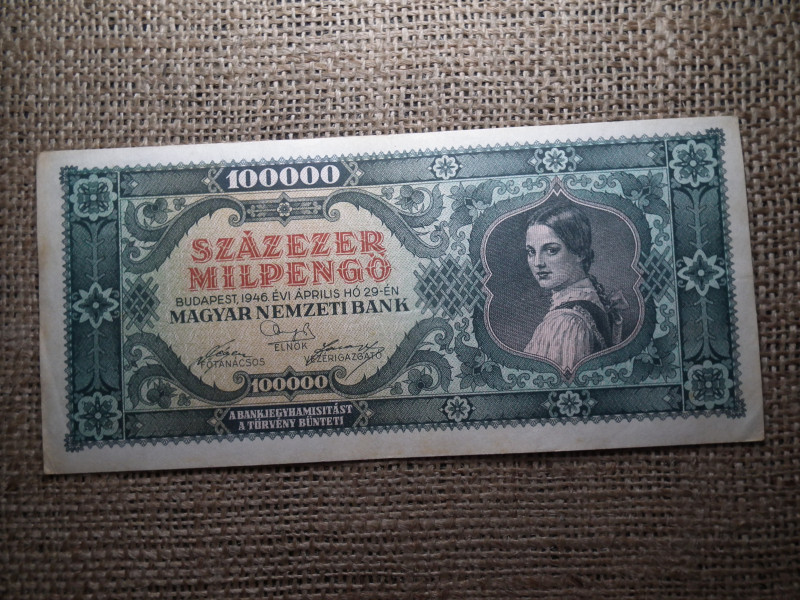 100000
SZÁZEZER
MILPENGŐ
BUDAPEST, 1946. ÉVI ÁPRILIS HÓ 29-ÉN
MAGYAR NEMZETI BANK
ELNÖK
FŐTANÁCSOS VEZÉRIGAZGATÓ
100000
A BANKJEGYHAMISITÁST
A TÖRVÉNY BÜNTETI